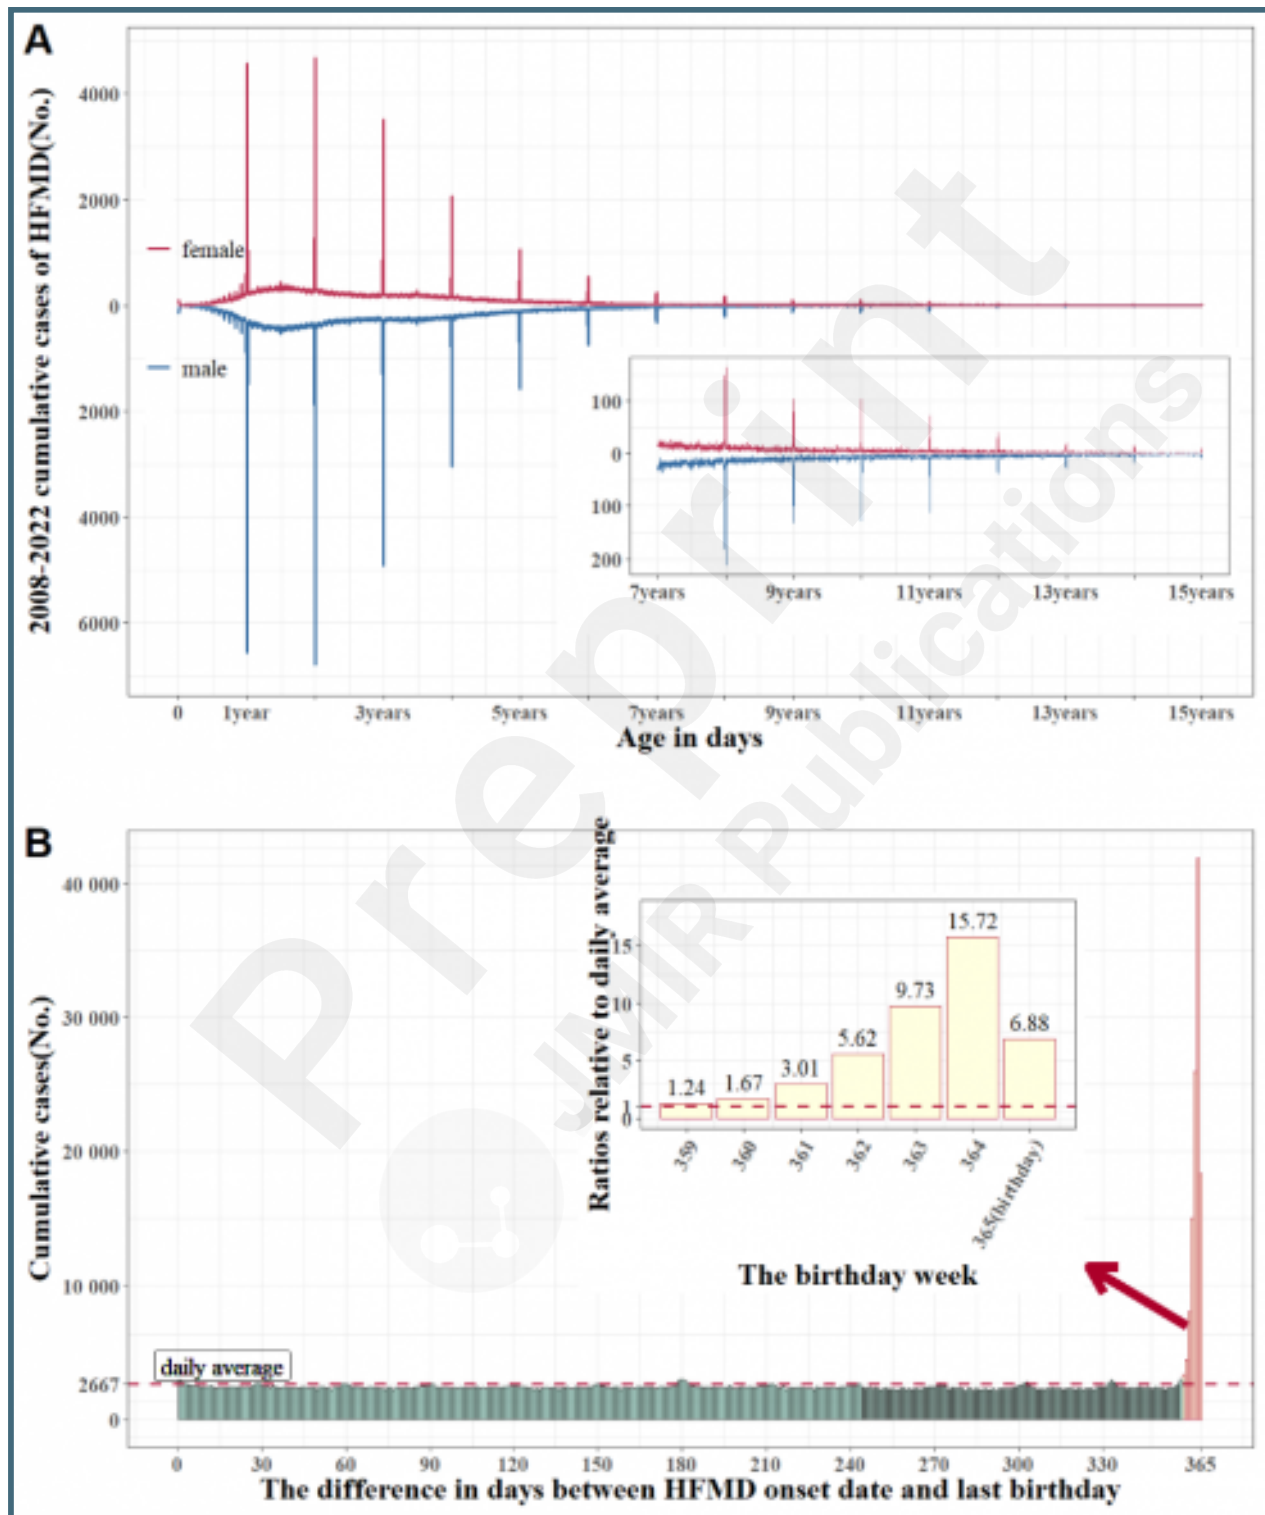 A
2008-2022 cumulative cases of HFMD(No.)
4000
2000
0
2000
4000
6000
female
male
100
0
100
200
7years
9years
11years
13years
15years
0
1year
3years
5years
7years
9years
11years
13years
15years
Age in days
Preprint
JMIR Publications
B
Cumulative cases(No.)
40 000
30 000
20 000
10 000
2667
0
daily average
Ratios relative to daily average
15
10
5
1
0
1.24
1.67
3.01
5.62
9.73
15.72
6.88
359
360
361
362
363
364
365(birthday)
The birthday week
0
30
60
90
120
150
180
210
240
270
300
330
365
The difference in days between HFMD onset date and last birthday